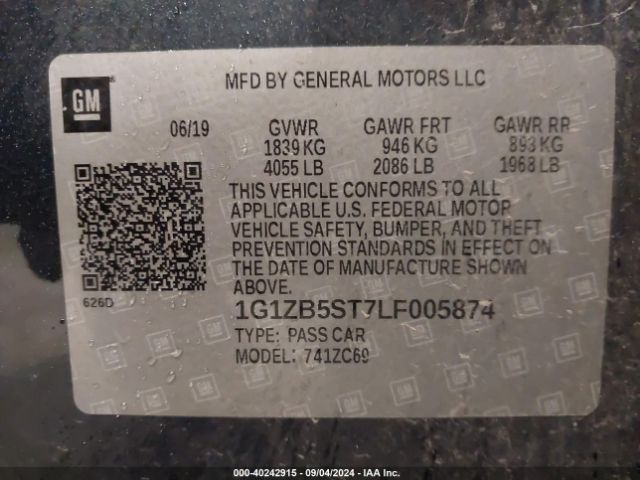 GM
MFD BY GENERAL MOTORS LLC
06/19 GVWR GAWR FRT GAWR RR
1839 KG 946 KG 893 KG
4055 LB 2086 LB 1968 LB
THIS VEHICLE CONFORMS TO ALL
APPLICABLE U.S. FEDERAL MOTOR
VEHICLE SAFETY, BUMPER, AND THEFT
PREVENTION STANDARDS IN EFFECT ON
THE DATE OF MANUFACTURE SHOWN
ABOVE.
626D
1G1ZB5ST7LF005874
TYPE: PASS CAR
MODEL: 741ZC69
000-40242915 - 09/04/2024 - IAA Inc.